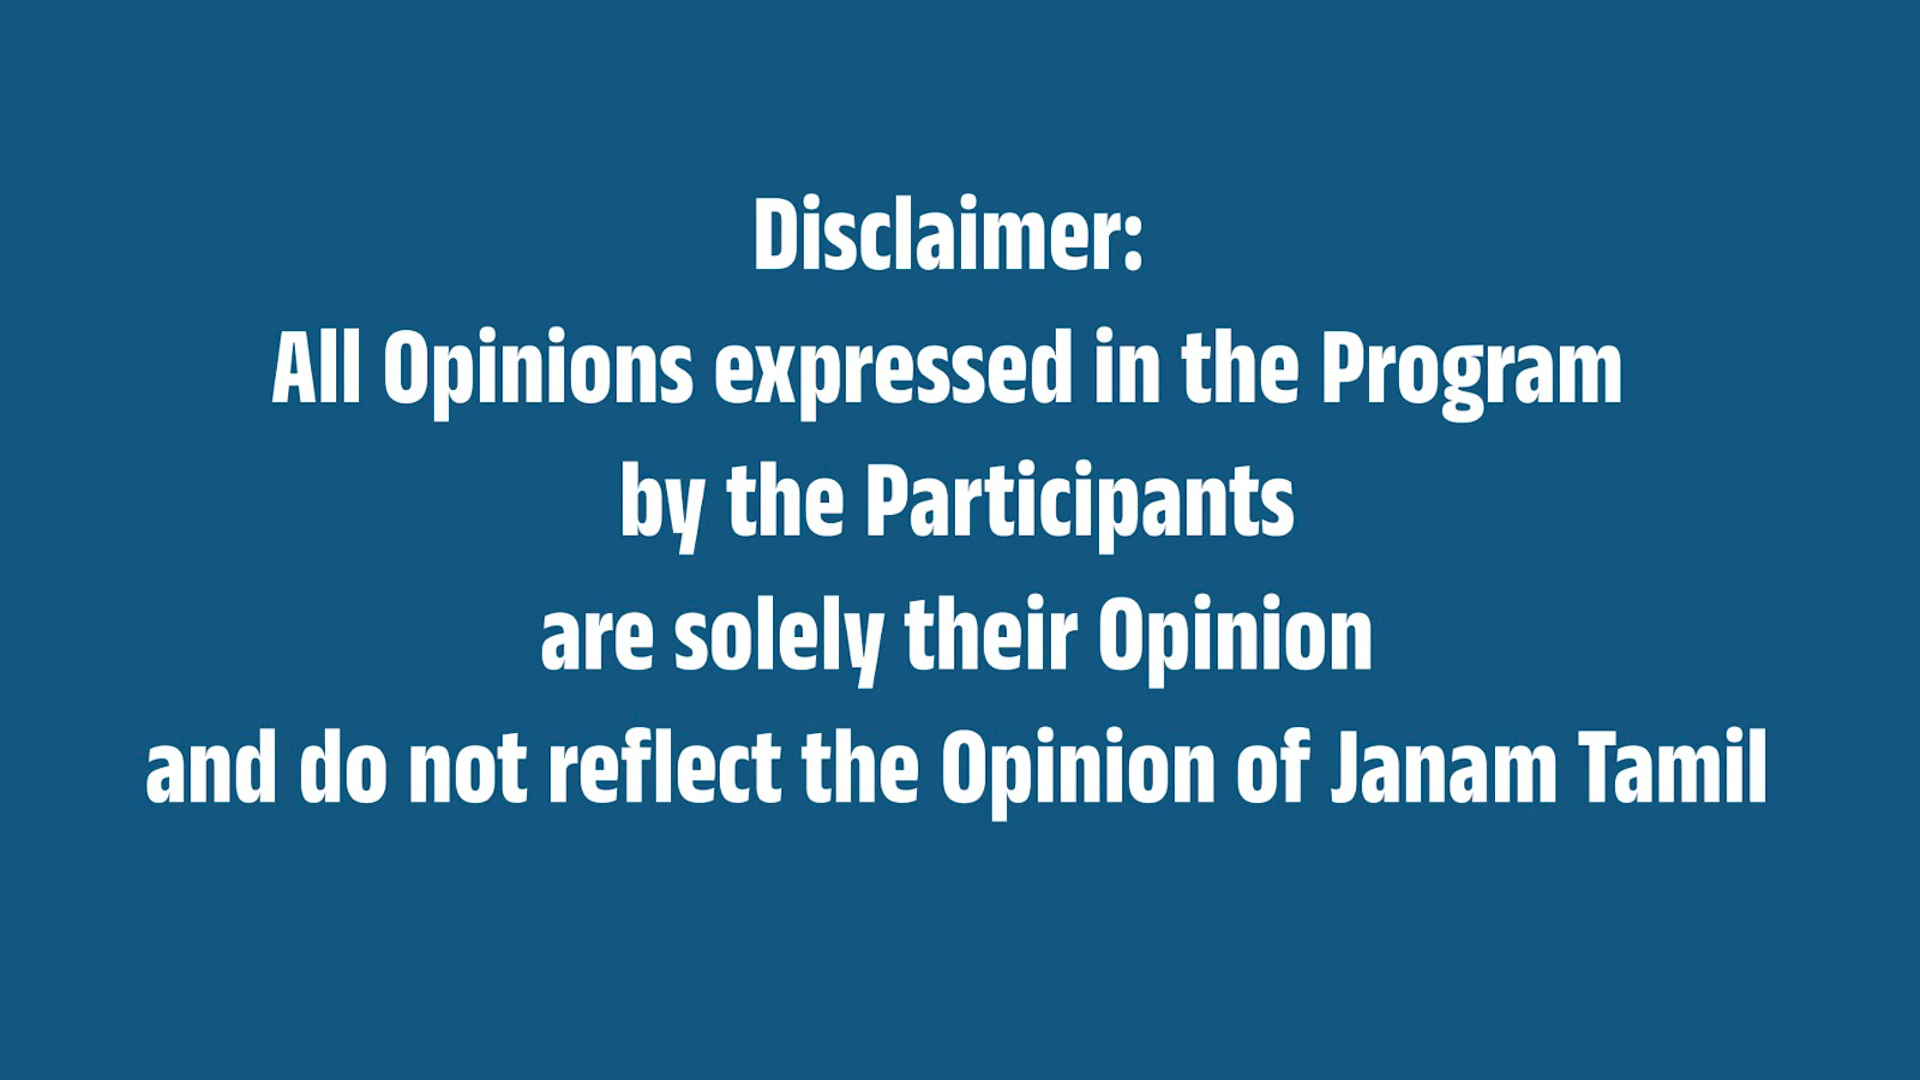 Disclaimer:
All Opinions expressed in the Program
by the Participants
are solely their Opinion
and do not reflect the Opinion of Janam Tamil